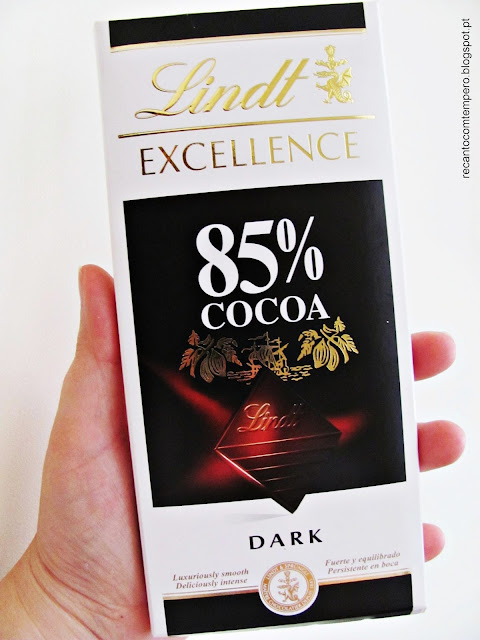 recantocomtempero.blogspot.pt
Lindt
EXCELLENCE
85%
COCOA
Lindt
DARK
Luxuriously smooth
Deliciously intense
Fuerte y equilibrado
Persistente en boca